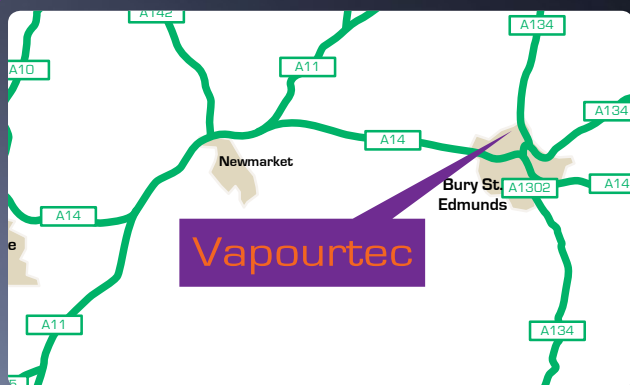 A142
A134
A10
A11
A134
A14
Newmarket
Bury St.
Edmunds
A1302
A14
A14
e
Vapourtec
A11
A134